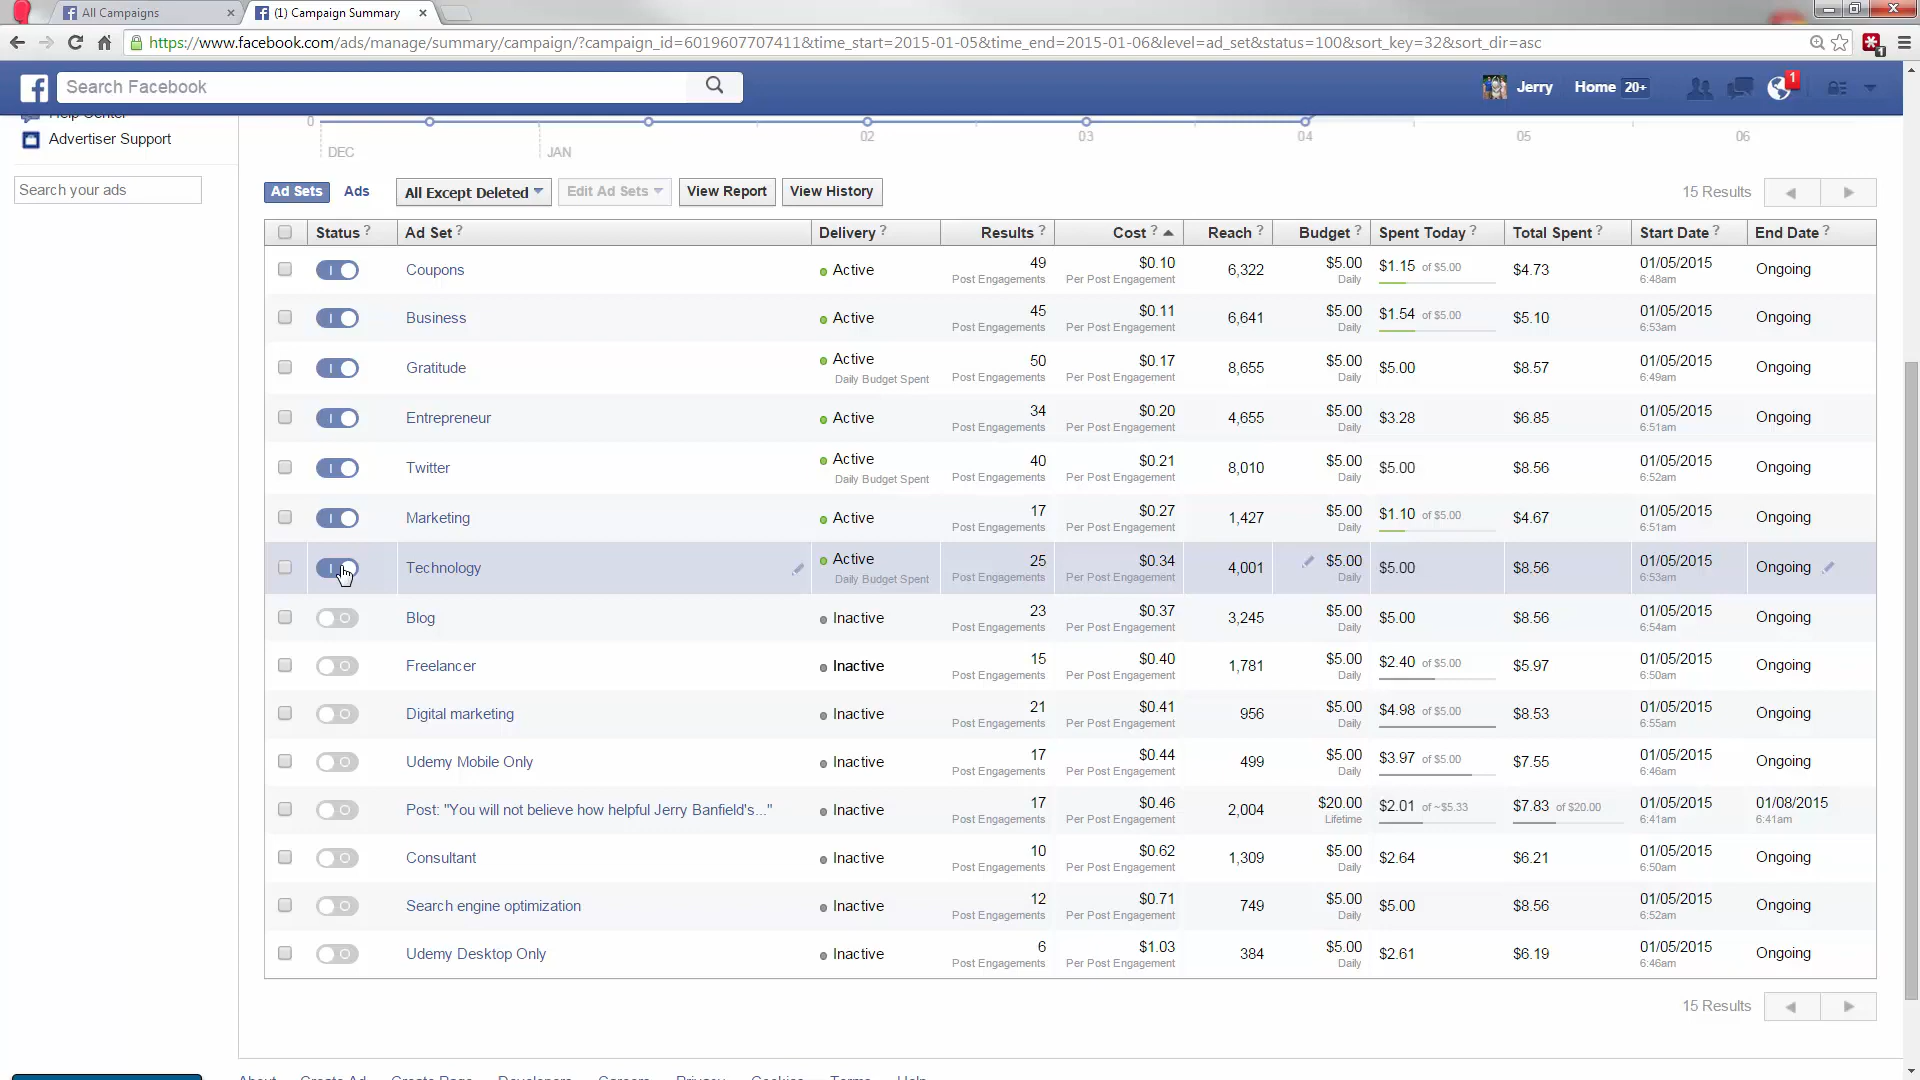 All Campaigns
(1) Campaign Summary
https://www.facebook.com/ads/manage/summary/campaign/?campaign_id=6019607707411&time_start=2015-01-05&time_end=2015-01-06&level=ad_set&status=100&sort_key=32&sort_dir=asc
1
Search Facebook
Jerry
Home 20+
1
Help Center
Advertiser Support
Search your ads
0
DEC
JAN
02
03
04
05
06
Ad Sets
Ads
All Except Deleted
Edit Ad Sets
View Report
View History
15 Results
Status ? Ad Set ? Delivery ? Results ? Cost ? Reach ? Budget ? Spent Today ? Total Spent ? Start Date ? End Date ?
Coupons Active 49 $0.10 6,322 $5.00 $1.15 of $5.00 $4.73 01/05/2015 Ongoing
Post Engagements Per Post Engagement Daily 6:48am
Business Active 45 $0.11 6,641 $5.00 $1.54 of $5.00 $5.10 01/05/2015 Ongoing
Post Engagements Per Post Engagement Daily 6:53am
Gratitude Active 50 $0.17 8,655 $5.00 $5.00 $8.57 01/05/2015 Ongoing
Daily Budget Spent Post Engagements Per Post Engagement Daily 6:49am
Entrepreneur Active 34 $0.20 4,655 $5.00 $3.28 $6.85 01/05/2015 Ongoing
Post Engagements Per Post Engagement Daily 6:51am
Twitter Active 40 $0.21 8,010 $5.00 $5.00 $8.56 01/05/2015 Ongoing
Daily Budget Spent Post Engagements Per Post Engagement Daily 6:52am
Marketing Active 17 $0.27 1,427 $5.00 $1.10 of $5.00 $4.67 01/05/2015 Ongoing
Post Engagements Per Post Engagement Daily 6:51am
Technology Active 25 $0.34 4,001 $5.00 $5.00 $8.56 01/05/2015 Ongoing
Daily Budget Spent Post Engagements Per Post Engagement Daily 6:53am
Blog Inactive 23 $0.37 3,245 $5.00 $5.00 $8.56 01/05/2015 Ongoing
Post Engagements Per Post Engagement Daily 6:54am
Freelancer Inactive 15 $0.40 1,781 $5.00 $2.40 of $5.00 $5.97 01/05/2015 Ongoing
Post Engagements Per Post Engagement Daily 6:50am
Digital marketing Inactive 21 $0.41 956 $5.00 $4.98 of $5.00 $8.53 01/05/2015 Ongoing
Post Engagements Per Post Engagement Daily 6:55am
Udemy Mobile Only Inactive 17 $0.44 499 $5.00 $3.97 of $5.00 $7.55 01/05/2015 Ongoing
Post Engagements Per Post Engagement Daily 6:46am
Post: "You will not believe how helpful Jerry Banfield's..." Inactive 17 $0.46 2,004 $20.00 $2.01 of ~$5.33 $7.83 of $20.00 01/05/2015 01/08/2015
Post Engagements Per Post Engagement Lifetime 6:41am 6:41am
Consultant Inactive 10 $0.62 1,309 $5.00 $2.64 $6.21 01/05/2015 Ongoing
Post Engagements Per Post Engagement Daily 6:50am
Search engine optimization Inactive 12 $0.71 749 $5.00 $5.00 $8.56 01/05/2015 Ongoing
Post Engagements Per Post Engagement Daily 6:52am
Udemy Desktop Only Inactive 6 $1.03 384 $5.00 $2.61 $6.19 01/05/2015 Ongoing
Post Engagements Per Post Engagement Daily 6:46am
15 Results
About Create Ad Create Page Developers Careers Privacy Cookies Terms Help